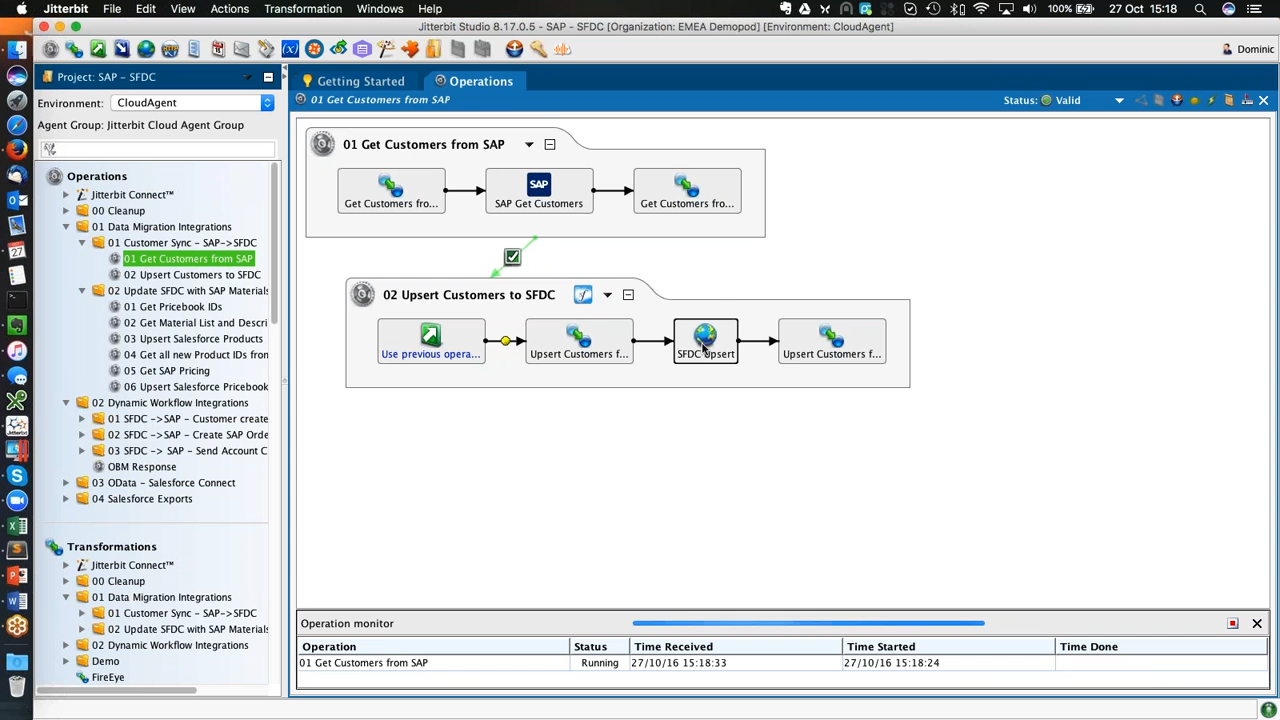 Jitterbit File Edit View Actions Transformation Windows Help 100% 27 Oct 15:18
Jitterbit Studio 8.17.0.5 - SAP - SFDC [Organization: EMEA Demopod] [Environment: CloudAgent]
Dominic
Project: SAP - SFDC
Getting Started
Operations
Environment: CloudAgent
01 Get Customers from SAP
Status: Valid
Agent Group: Jitterbit Cloud Agent Group
Operations
Jitterbit Connect™
00 Cleanup
01 Data Migration Integrations
01 Customer Sync - SAP->SFDC
01 Get Customers from SAP
02 Upsert Customers to SFDC
02 Update SFDC with SAP Materials
01 Get Pricebook IDs
02 Get Material List and Descri
03 Upsert Salesforce Products
04 Get all new Product IDs from
05 Get SAP Pricing
06 Upsert Salesforce Pricebook
02 Dynamic Workflow Integrations
01 SFDC ->SAP - Customer create
02 SFDC ->SAP - Create SAP Orde
03 SFDC -> SAP - Send Account C
OBM Response
03 OData - Salesforce Connect
04 Salesforce Exports
Transformations
Jitterbit Connect™
00 Cleanup
01 Data Migration Integrations
01 Customer Sync - SAP->SFDC
02 Update SFDC with SAP Materials
02 Dynamic Workflow Integrations
Demo
FireEye
01 Get Customers from SAP
Get Customers fro...
SAP
SAP Get Customers
Get Customers fro...
02 Upsert Customers to SFDC
Use previous opera...
Upsert Customers f...
SFDC Upsert
Upsert Customers f...
Operation monitor
Operation Status Time Received Time Started Time Done
01 Get Customers from SAP Running 27/10/16 15:18:33 27/10/16 15:18:24